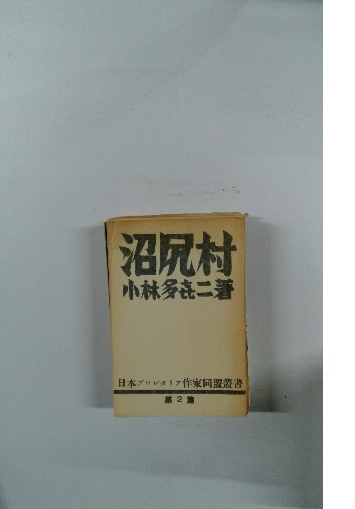 沼尻村
小林多喜二著
日本プロレタリア作家同盟叢書
第2篇